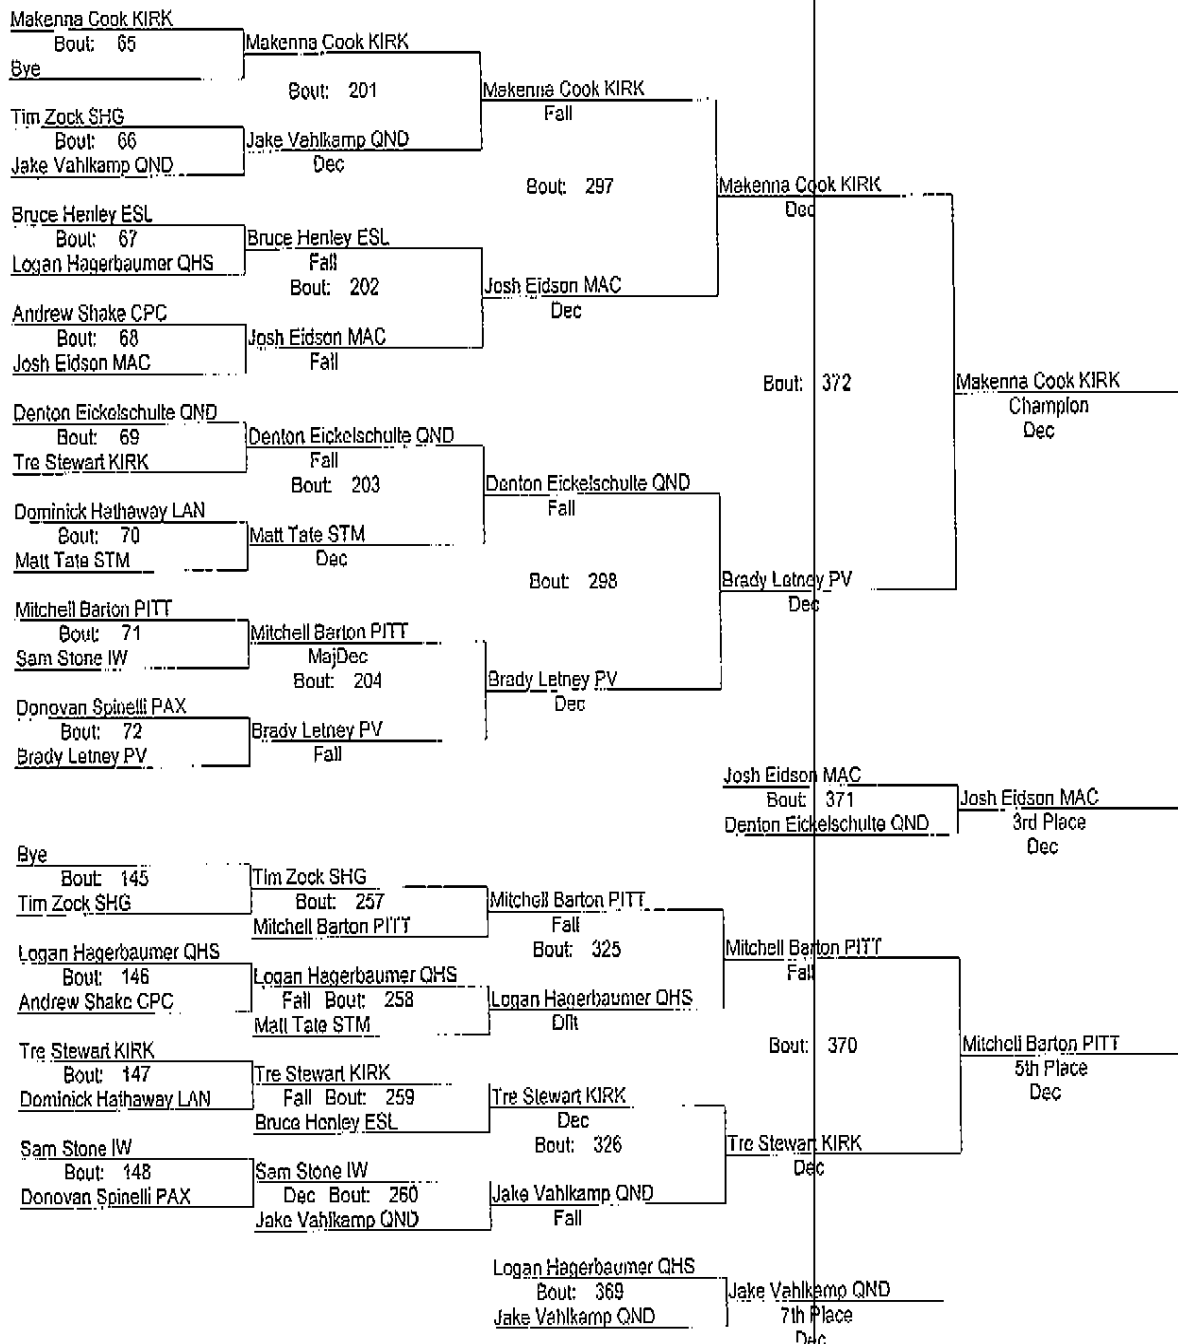 Makenna Cook KIRK
Bout: 65
Bye
Makenna Cook KIRK
Bout: 201
Makenna Cook KIRK
Fall
Tim Zock SHG
Bout: 66
Jake Vahlkamp QND
Jake Vahlkamp QND
Dec
Bout: 297
Makenna Cook KIRK
Dec
Bruce Henley ESL
Bout: 67
Logan Hagerbaumer QHS
Bruce Henley ESL
Fall
Bout: 202
Josh Eidson MAC
Dec
Andrew Shake CPC
Bout: 68
Josh Eidson MAC
Josh Eidson MAC
Fall
Bout: 372
Makenna Cook KIRK
Champion
Dec
Denton Eickelschulte QND
Bout: 69
Tre Stewart KIRK
Denton Eickelschulte QND
Fall
Bout: 203
Denton Eickelschulte QND
Fall
Dominick Hathaway LAN
Bout: 70
Matt Tate STM
Matt Tate STM
Dec
Bout: 298
Brady Letney PV
Dec
Mitchell Barton PITT
Bout: 71
Sam Stone IW
Mitchell Barton PITT
MajDec
Bout: 204
Brady Letney PV
Dec
Donovan Spinelli PAX
Bout: 72
Brady Letney PV
Brady Letney PV
Fall
Josh Eidson MAC
Bout: 371
Denton Eickelschulte QND
Josh Eidson MAC
3rd Place
Dec
Bye
Bout: 145
Tim Zock SHG
Tim Zock SHG
Bout: 257
Mitchell Barton PITT
Mitchell Barton PITT
Fall
Bout: 325
Mitchell Barton PITT
Fall
Logan Hagerbaumer QHS
Bout: 146
Andrew Shake CPC
Logan Hagerbaumer QHS
Fall Bout: 258
Matt Tate STM
Logan Hagerbaumer QHS
Dflt
Bout: 370
Mitchell Barton PITT
5th Place
Dec
Tre Stewart KIRK
Bout: 147
Dominick Hathaway LAN
Tre Stewart KIRK
Fall Bout: 259
Bruce Henley ESL
Tre Stewart KIRK
Dec
Bout: 326
Tre Stewart KIRK
Dec
Sam Stone IW
Bout: 148
Donovan Spinelli PAX
Sam Stone IW
Dec Bout: 260
Jake Vahlkamp QND
Jake Vahlkamp QND
Fall
Logan Hagerbaumer QHS
Bout: 369
Jake Vahlkamp QND
Jake Vahlkamp QND
7th Place
Dec